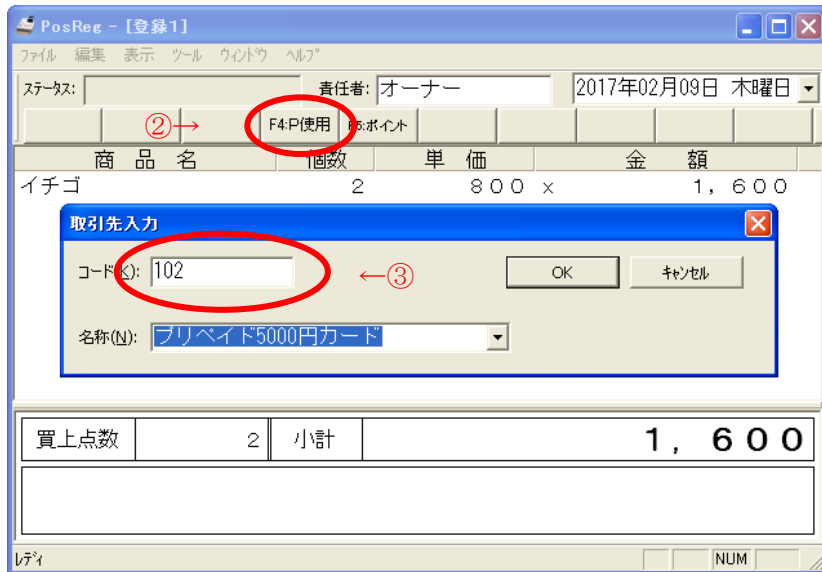 PosReg - [登録1]
ファイル 編集 表示 ツール ウィンドウ ヘルプ
ステータス: 責任者: オーナー 2017年02月09日 木曜日
②→ F4:P使用 F5:ポイント
商品名 個数 単価 金額
イチゴ 2 800 x 1,600
取引先入力
コード(K): 102 ←③ OK キャンセル
名称(N): プリペイド5000円カード
買上点数 2 小計 1,600
レディ NUM